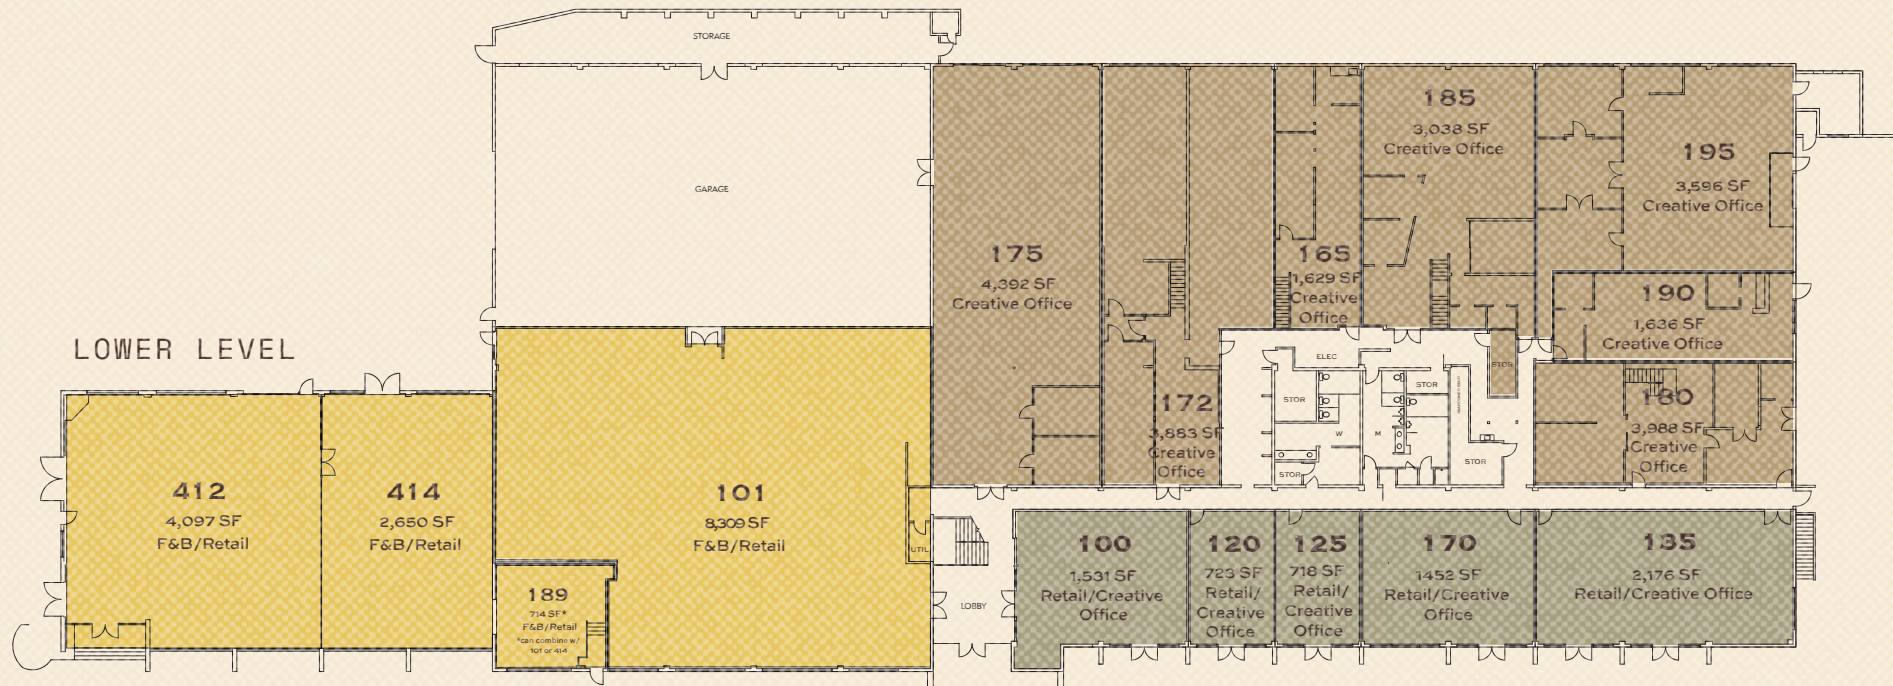 STORAGE
GARAGE
LOWER LEVEL
412
4,097 SF
F&B/Retail
414
2,650 SF
F&B/Retail
101
8,309 SF
F&B/Retail
UTIL
189
714 SF*
F&B/Retail
*can combine w/
101 or 414
LOBBY
175
4,392 SF
Creative Office
172
3,883 SF
Creative
Office
165
1,629 SF
Creative
Office
185
3,038 SF
Creative Office
195
3,596 SF
Creative Office
190
1,636 SF
Creative Office
180
3,988 SF
Creative
Office
ELEC
STOR
STOR
W
M
STOR
STOR
STOR
100
1,531 SF
Retail/Creative
Office
120
723 SF
Retail/
Creative
Office
125
718 SF
Retail/
Creative
Office
170
1452 SF
Retail/Creative
Office
135
2,176 SF
Retail/Creative Office